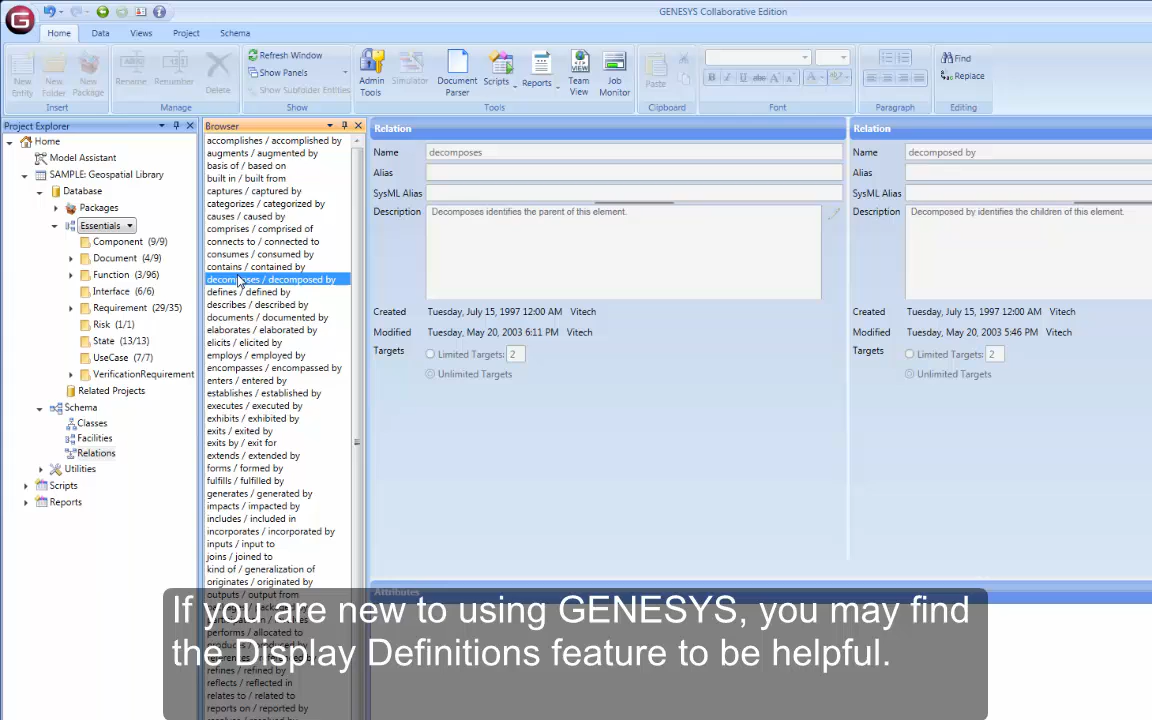 GENESYS Collaborative Edition
Home Data Views Project Schema
New Entity
New Folder
New Package
Insert
Rename
Renumber
Delete
Manage
Refresh Window
Show Panels
Show Subfolder Entities
Show
Admin Tools
Simulator
Document Parser
Scripts
Reports
Team View
Job Monitor
Tools
Paste
Clipboard
Font
Paragraph
Find
Replace
Editing
Project Explorer
Home
Model Assistant
SAMPLE: Geospatial Library
Database
Packages
Essentials
Component (9/9)
Document (4/9)
Function (3/96)
Interface (6/6)
Requirement (29/35)
Risk (1/1)
State (13/13)
UseCase (7/7)
VerificationRequirement
Related Projects
Schema
Classes
Facilities
Relations
Utilities
Scripts
Reports
Browser
accomplishes / accomplished by
augments / augmented by
basis of / based on
built in / built from
captures / captured by
categorizes / categorized by
causes / caused by
comprises / comprised of
connects to / connected to
consumes / consumed by
contains / contained by
decomposes / decomposed by
defines / defined by
describes / described by
documents / documented by
elaborates / elaborated by
elicits / elicited by
employs / employed by
encompasses / encompassed by
enters / entered by
establishes / established by
executes / executed by
exhibits / exhibited by
exits / exited by
exits by / exit for
extends / extended by
forms / formed by
fulfills / fulfilled by
generates / generated by
impacts / impacted by
includes / included in
incorporates / incorporated by
inputs / input to
joins / joined to
kind of / generalization of
originates / originated by
outputs / output from
performs / allocated to
refines / refined by
reflects / reflected in
relates to / related to
reports on / reported by
Relation
Name decomposes
Alias
SysML Alias
Description Decomposes identifies the parent of this element.
Created Tuesday, July 15, 1997 12:00 AM Vitech
Modified Tuesday, May 20, 2003 6:11 PM Vitech
Targets Limited Targets: 2
Unlimited Targets
Relation
Name decomposed by
Alias
SysML Alias
Description Decomposed by identifies the children of this element.
Created Tuesday, July 15, 1997 12:00 AM Vitech
Modified Tuesday, May 20, 2003 5:46 PM Vitech
Targets Limited Targets: 2
Unlimited Targets
Attributes
If you are new to using GENESYS, you may find
the Display Definitions feature to be helpful.